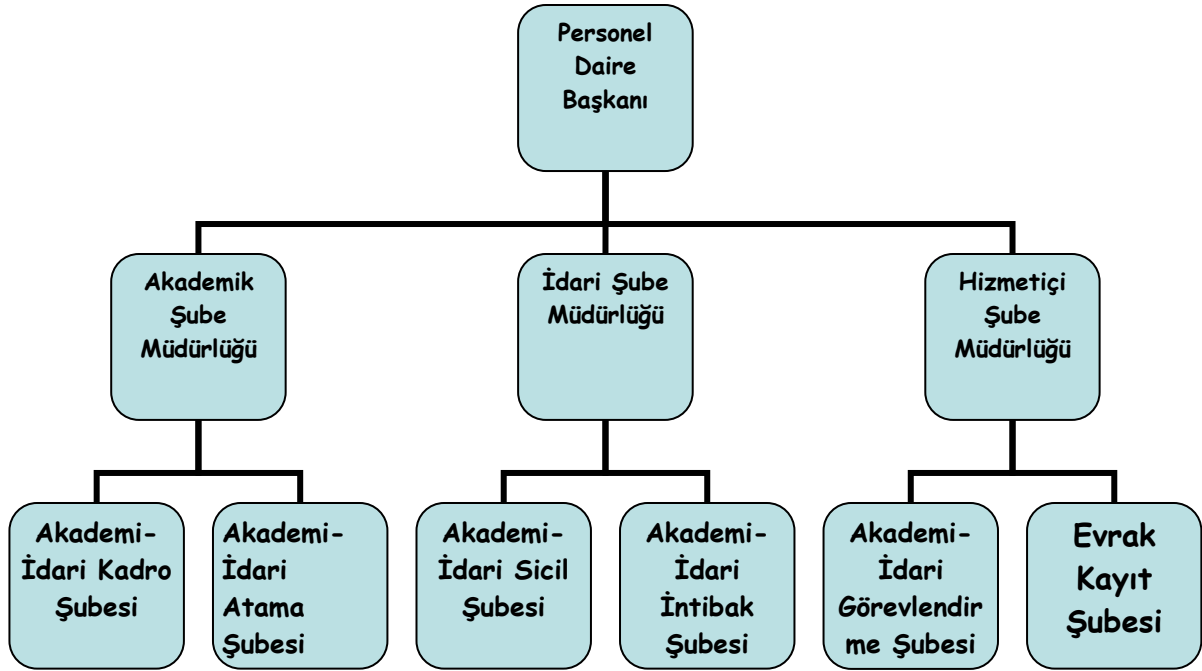 Personel
Daire
Başkanı
Akademik
Şube
Müdürlüğü
İdari Şube
Müdürlüğü
Hizmetiçi
Şube
Müdürlüğü
Akademi-
İdari Kadro
Şubesi
Akademi-
İdari
Atama
Şubesi
Akademi-
İdari Sicil
Şubesi
Akademi-
İdari
İntibak
Şubesi
Akademi-
İdari
Görevlendir
me Şubesi
Evrak
Kayıt
Şubesi